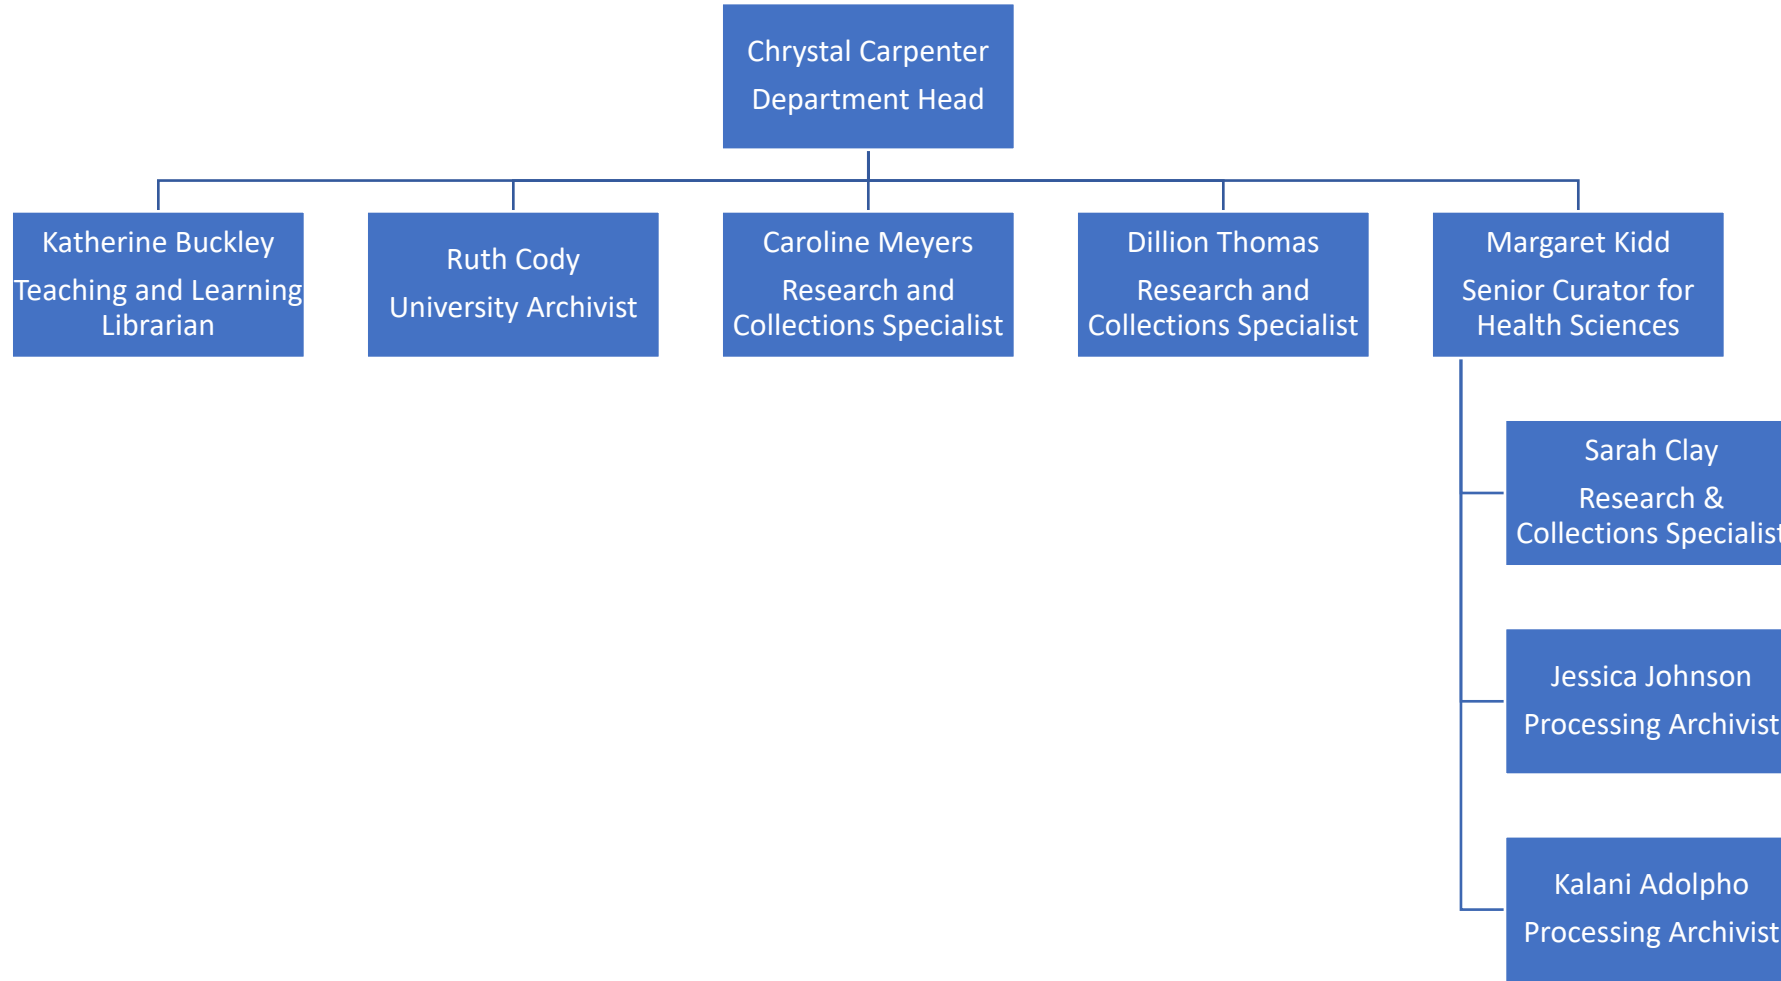 Chrystal Carpenter
Department Head
Katherine Buckley
Teaching and Learning
Librarian
Ruth Cody
University Archivist
Caroline Meyers
Research and
Collections Specialist
Dillion Thomas
Research and
Collections Specialist
Margaret Kidd
Senior Curator for
Health Sciences
Sarah Clay
Research &
Collections Specialist
Jessica Johnson
Processing Archivist
Kalani Adolpho
Processing Archivist